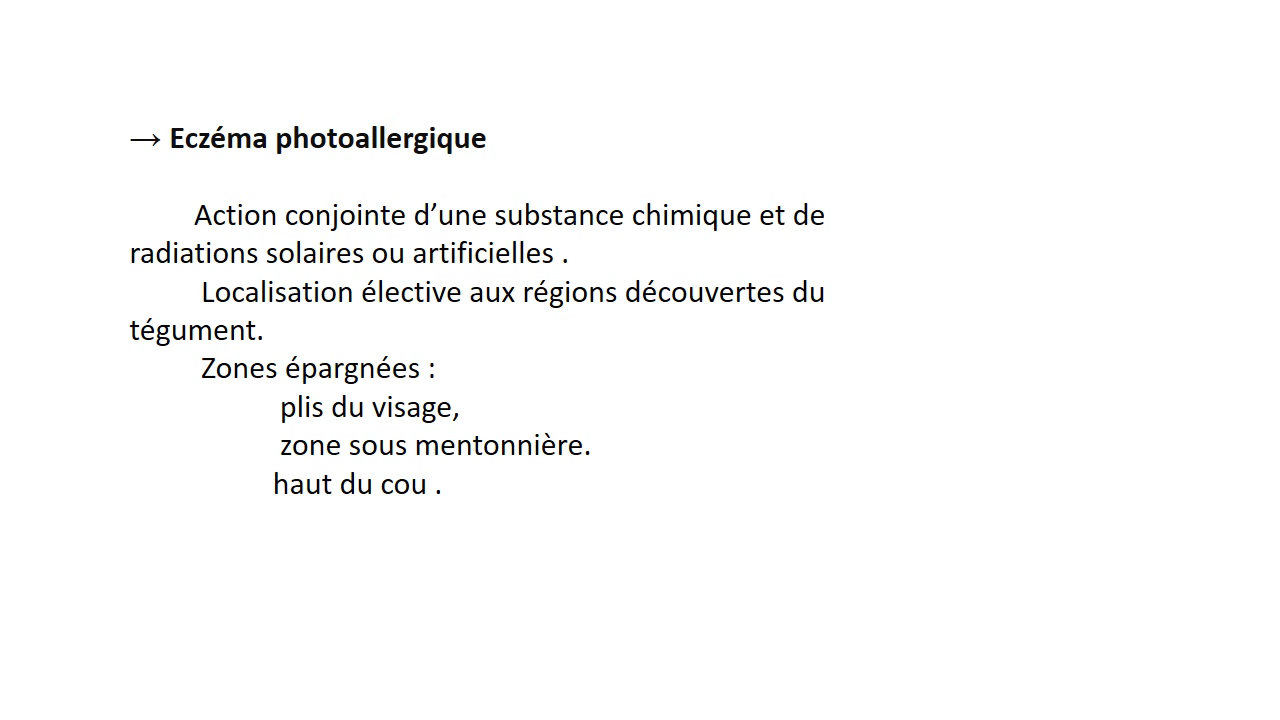 → Eczéma photoallergique
Action conjointe d’une substance chimique et de
radiations solaires ou artificielles .
Localisation élective aux régions découvertes du
tégument.
Zones épargnées :
plis du visage,
zone sous mentonnière.
haut du cou .